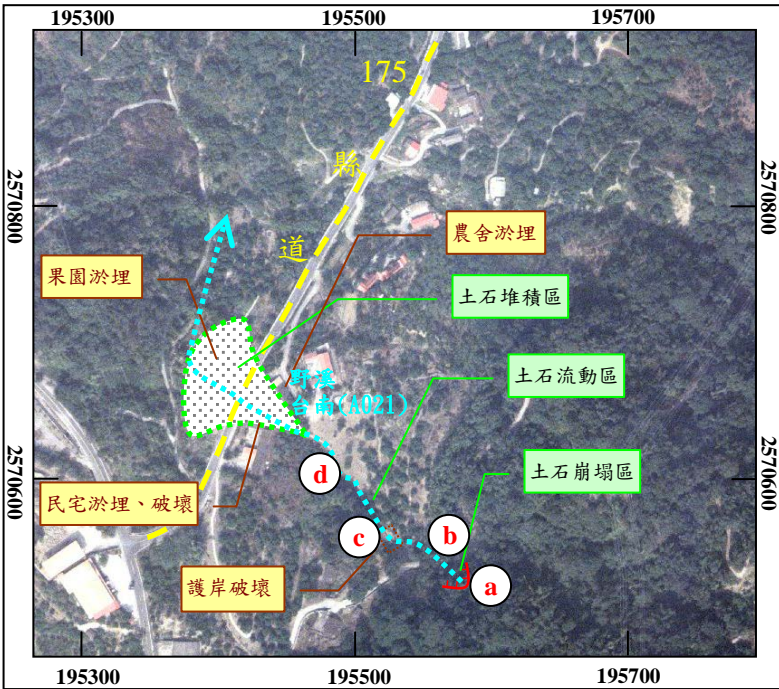 195300
195500
195700
175
縣
道
2570800
2570800
農舍淤埋
果園淤埋
土石堆積區
土石流動區
野溪
台南(A021)
土石崩塌區
d
2570600
2570600
民宅淤埋、破壞
c
b
護岸破壞
a
195300
195500
195700